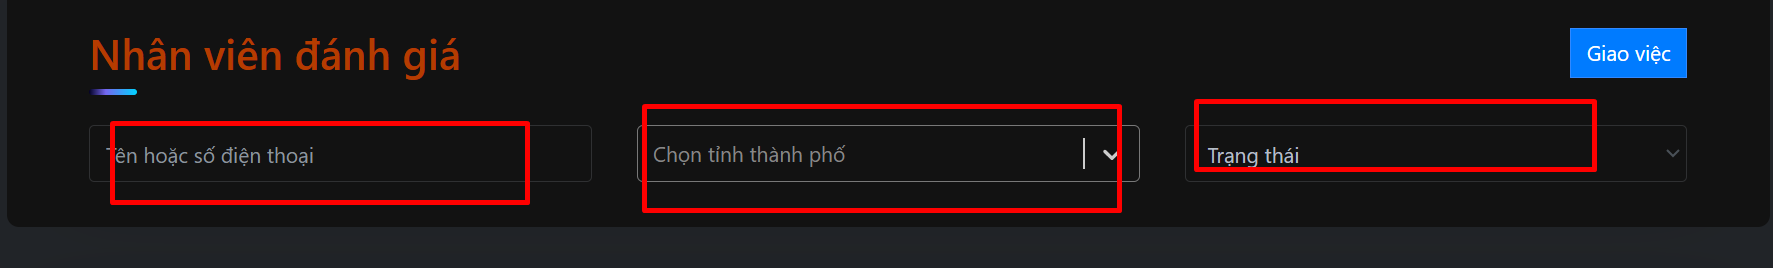 Nhân viên đánh giá
Giao việc
Tên hoặc số điện thoại
Chọn tỉnh thành phố
Trạng thái